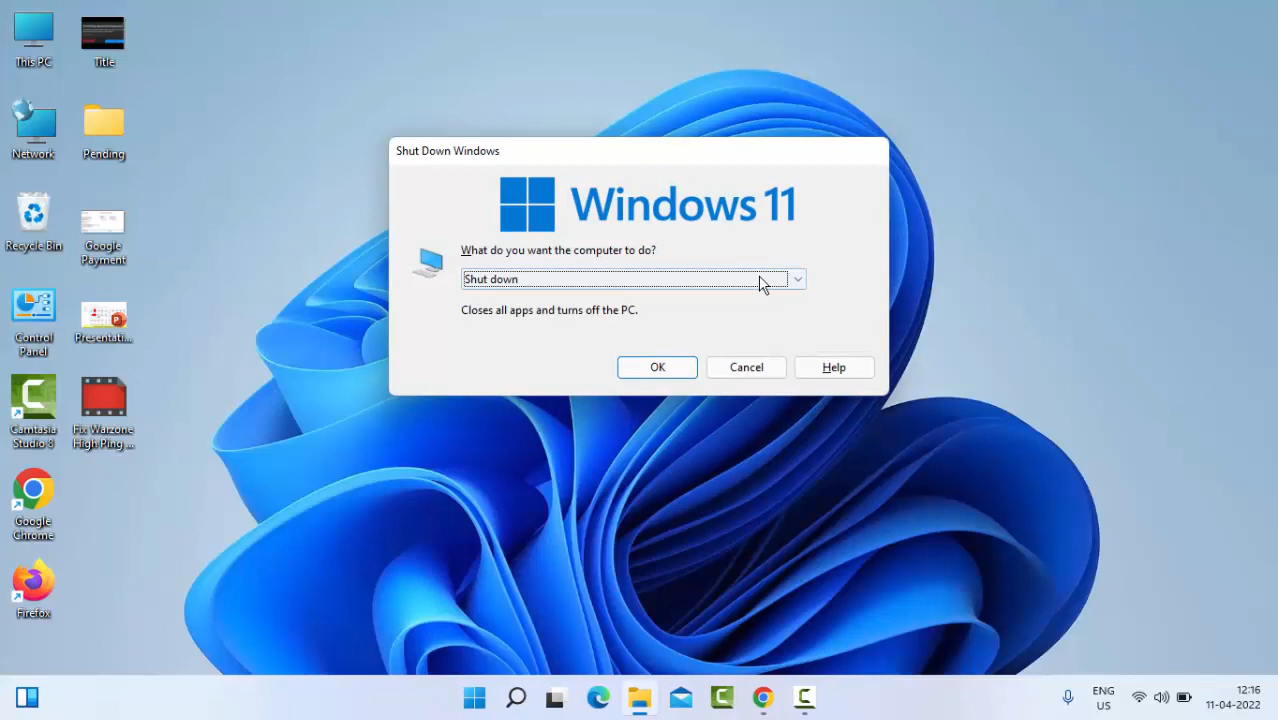 This PC
Title
Network
Pending
Recycle Bin
Google
Payment
Control
Panel
Presentati...
Camtasia
Studio 8
Fix Warzone
High Ping ...
Google
Chrome
Firefox
Shut Down Windows
Windows 11
What do you want the computer to do?
Shut down
Closes all apps and turns off the PC.
OK
Cancel
Help
ENG
US
12:16
11-04-2022